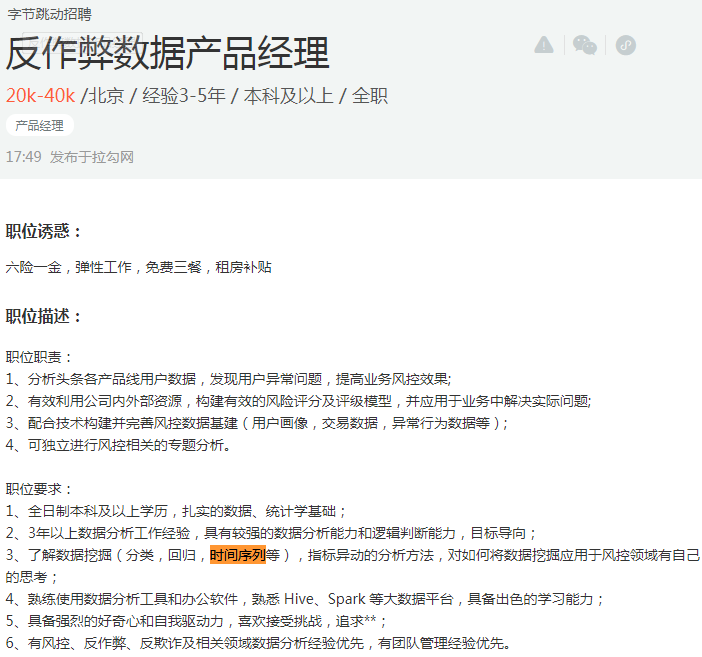 字节跳动招聘
反作弊数据产品经理
20k-40k /北京 / 经验3-5年 / 本科及以上 / 全职
产品经理
17:49 发布于拉勾网
职位诱惑：
六险一金，弹性工作，免费三餐，租房补贴
职位描述：
职位职责：
1、分析头条各产品线用户数据，发现用户异常问题，提高业务风控效果;
2、有效利用公司内外部资源，构建有效的风险评分及评级模型，并应用于业务中解决实际问题;
3、配合技术构建并完善风控数据基建（用户画像，交易数据，异常行为数据等）;
4、可独立进行风控相关的专题分析。
职位要求：
1、全日制本科及以上学历，扎实的数据、统计学基础；
2、3年以上数据分析工作经验，具有较强的数据分析能力和逻辑判断能力，目标导向；
3、了解数据挖掘（分类，回归，时间序列等），指标异动的分析方法，对如何将数据挖掘应用于风控领域有自己
的思考；
4、熟练使用数据分析工具和办公软件，熟悉 Hive、Spark 等大数据平台，具备出色的学习能力；
5、具备强烈的好奇心和自我驱动力，喜欢接受挑战，追求**；
6、有风控、反作弊、反欺诈及相关领域数据分析经验优先，有团队管理经验优先。